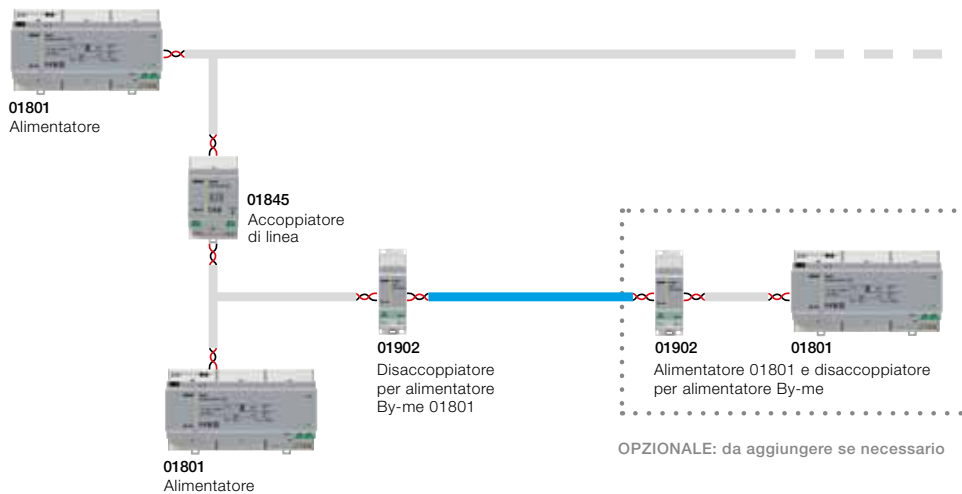 01801
Alimentatore
01845
Accoppiatore
di linea
01902
Disaccoppiatore
per alimentatore
By-me 01801
01902
01801
Alimentatore 01801 e disaccoppiatore
per alimentatore By-me
OPZIONALE: da aggiungere se necessario
01801
Alimentatore